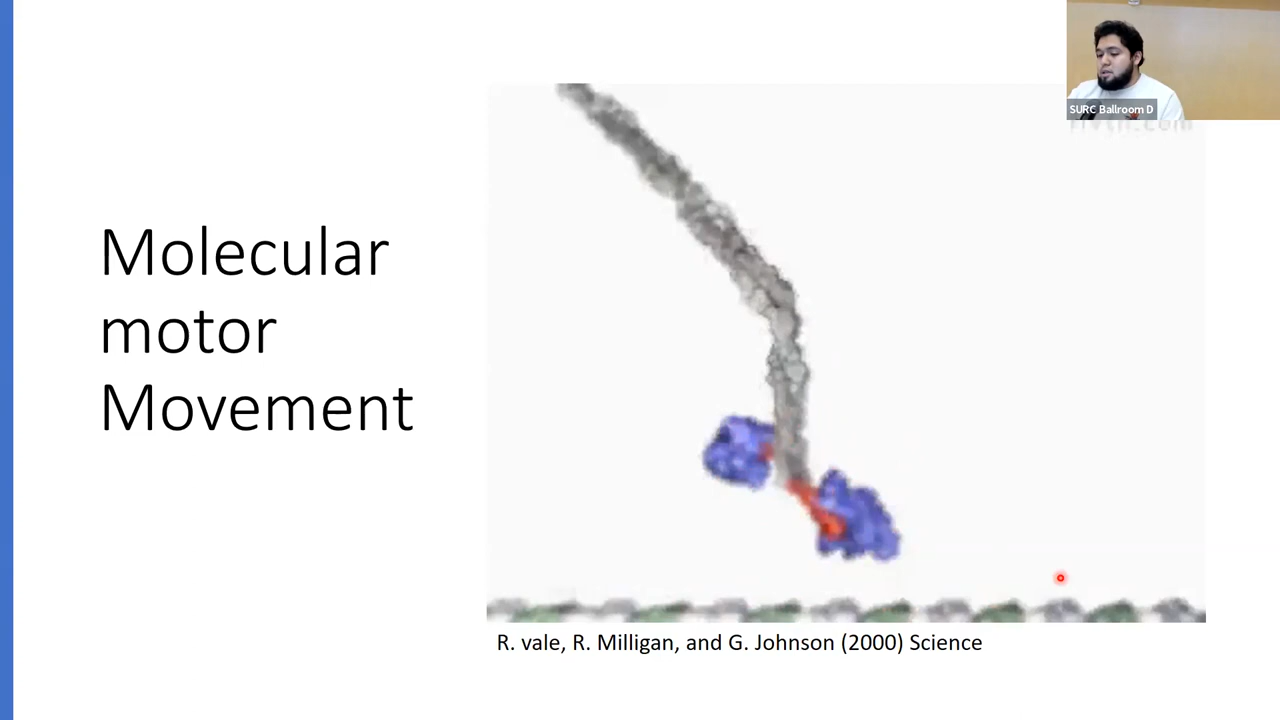 SURC Ballroom D
Molecular
motor
Movement
R. vale, R. Milligan, and G. Johnson (2000) Science